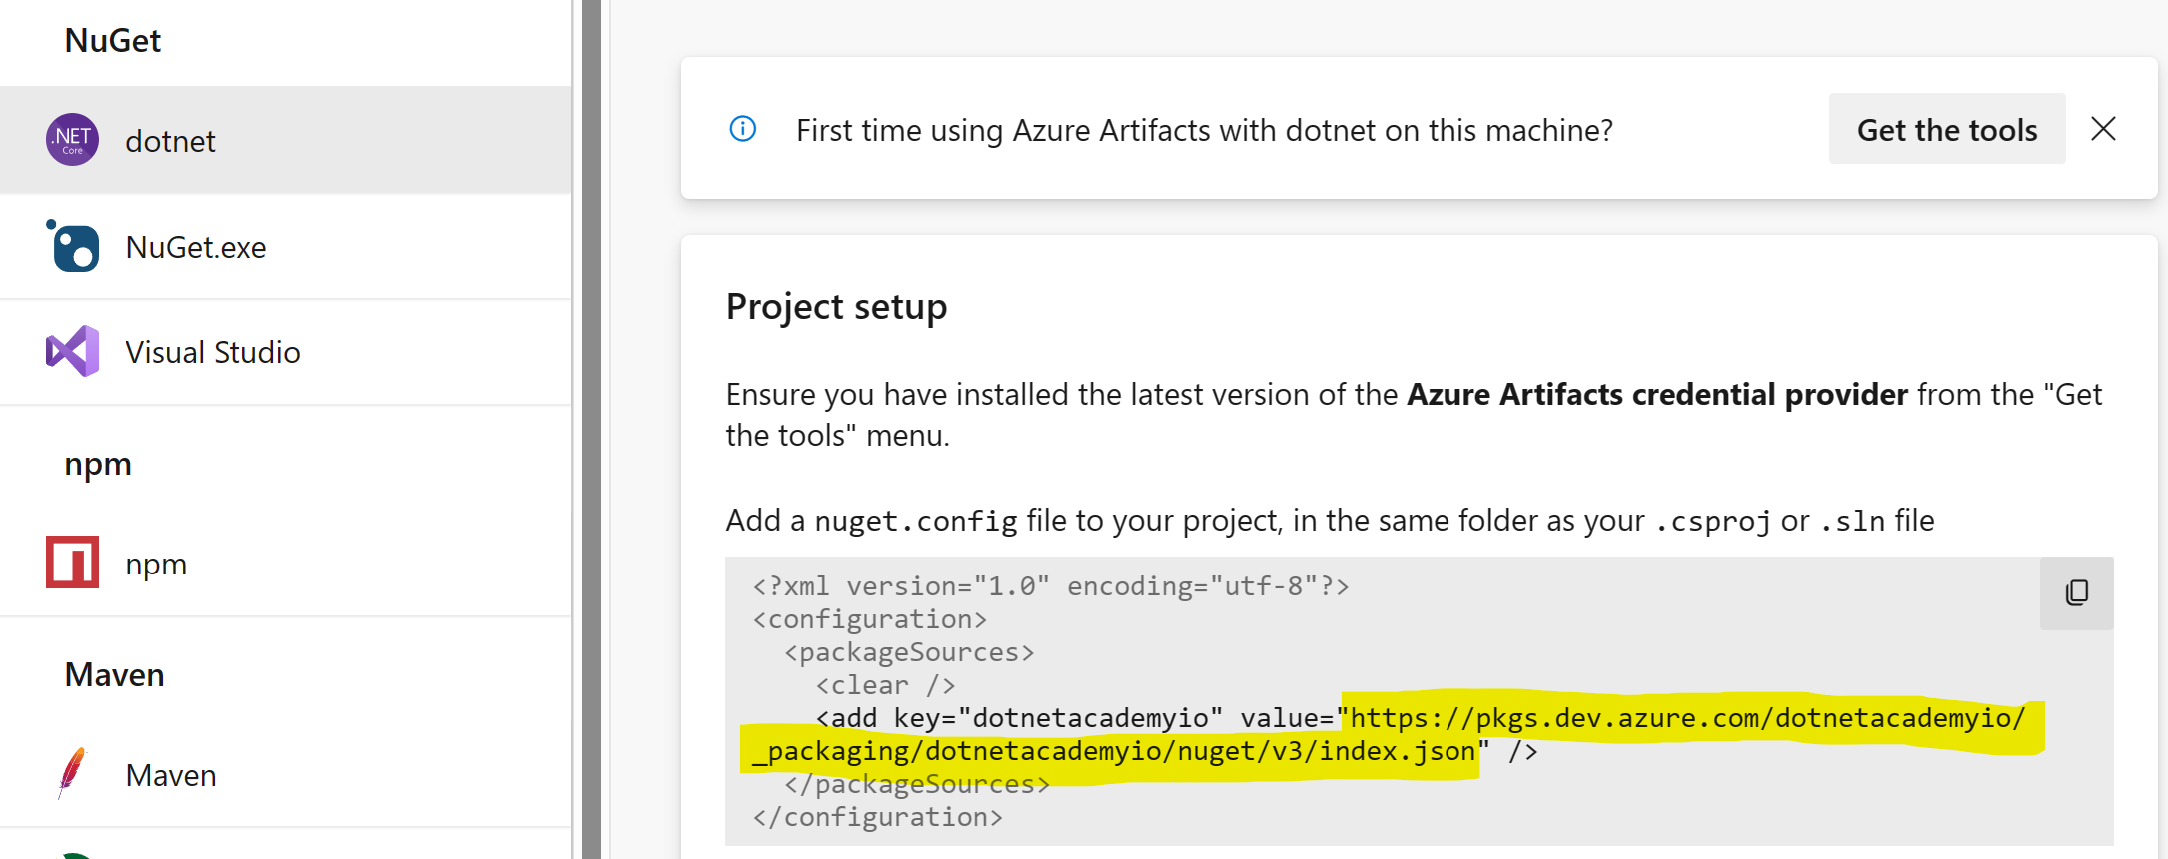 NuGet
.NET
Core
dotnet
NuGet.exe
Visual Studio
npm
npm
Maven
Maven
First time using Azure Artifacts with dotnet on this machine?
Get the tools
Project setup
Ensure you have installed the latest version of the Azure Artifacts credential provider from the "Get
the tools" menu.
Add a nuget.config file to your project, in the same folder as your .csproj or .sln file
<?xml version="1.0" encoding="utf-8"?>
<configuration>
<packageSources>
<clear />
<add key="dotnetacademyio" value="https://pkgs.dev.azure.com/dotnetacademyio/
_packaging/dotnetacademyio/nuget/v3/index.json" />
</packageSources>
</configuration>